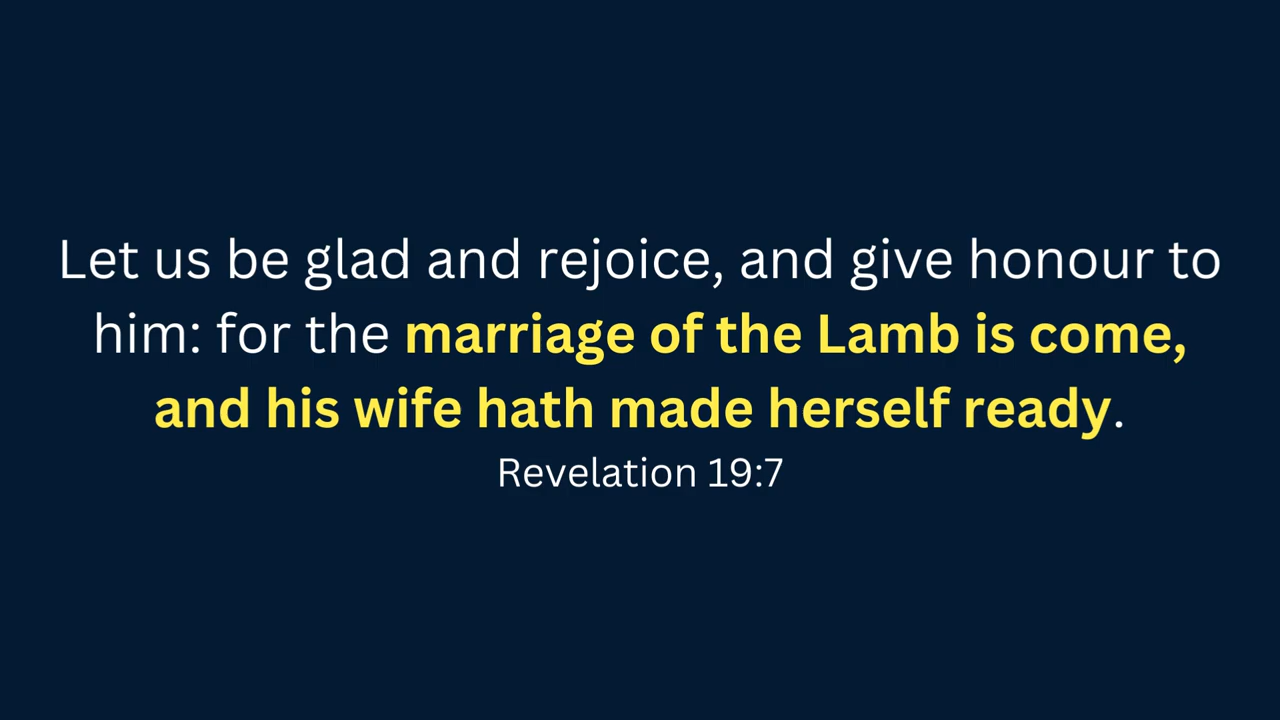 Let us be glad and rejoice, and give honour to
him: for the marriage of the Lamb is come,
and his wife hath made herself ready.
Revelation 19:7